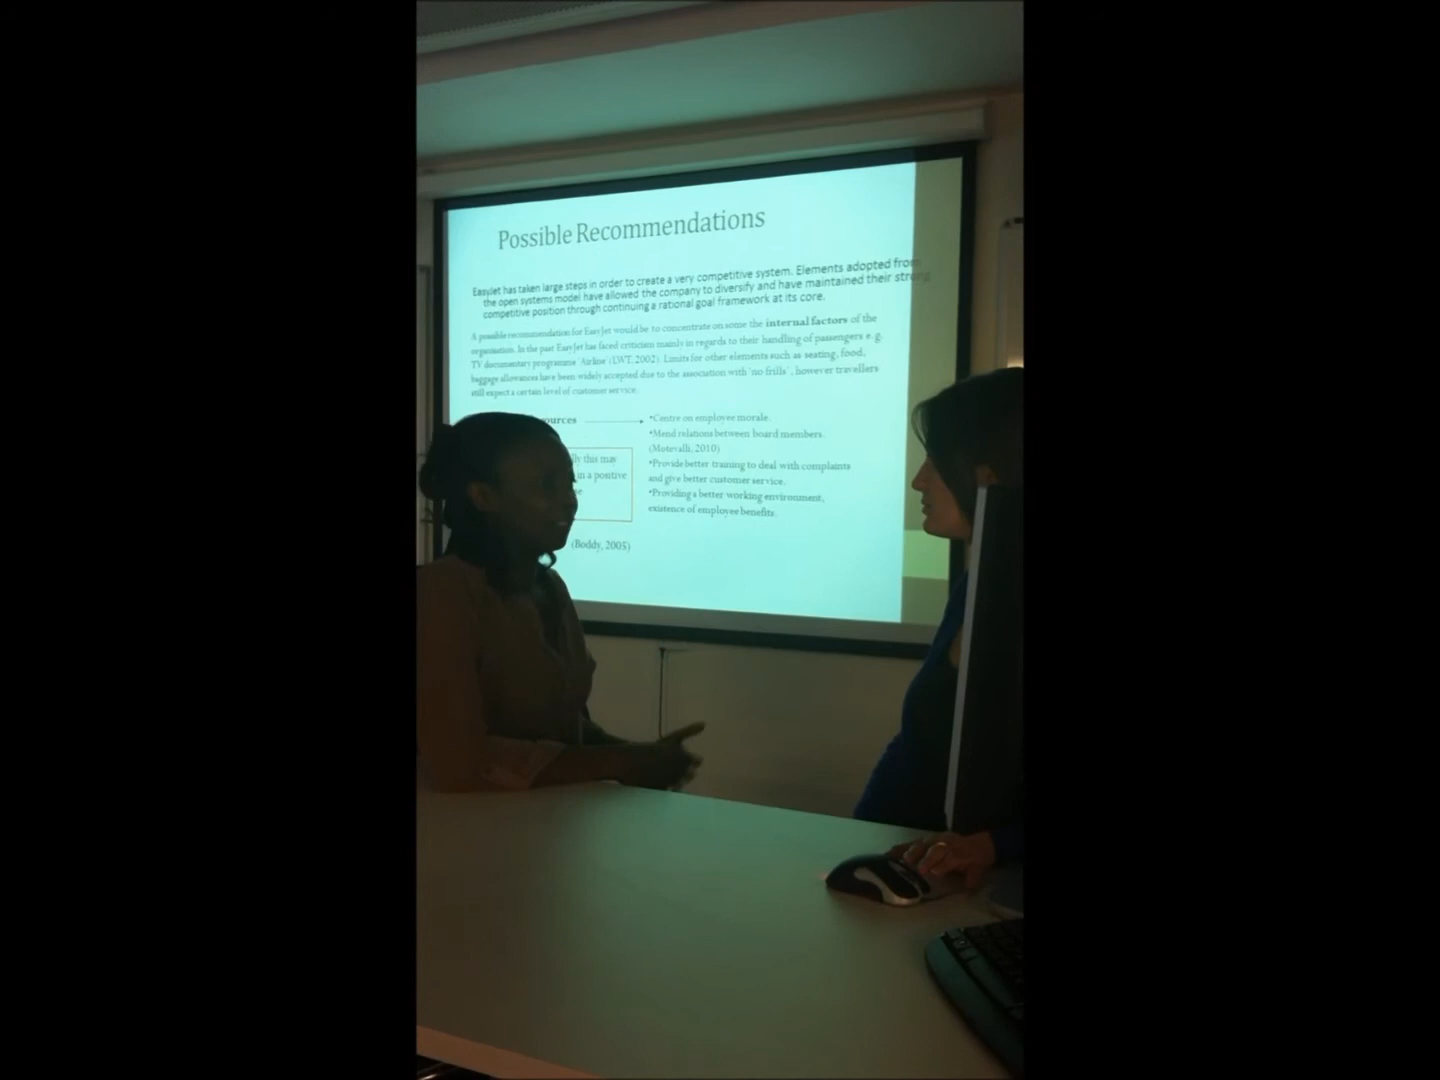 Possible Recommendations
EasyJet has taken large steps in order to create a very competitive system. Elements adopted from
the open systems model have allowed the company to diversify and have maintained their strong
competitive position through continuing a rational goal framework at its core.
A possible recommendation for EasyJet would be to concentrate on some the internal factors of the
organisation. In the past EasyJet has faced criticism mainly in regards to their handling of passengers e.g.
TV documentary programme 'Airline' (LWT, 2002). Limits for other elements such as seating, food,
baggage allowances have been widely accepted due to the association with 'no frills', however travellers
still expect a certain level of customer service.
ources
•Centre on employee morale.
•Mend relations between board members.
(Motevalli, 2010)
•Provide better training to deal with complaints
and give better customer service.
•Providing a better working environment,
existence of employee benefits.
ly this may
in a positive
se
(Boddy, 2005)